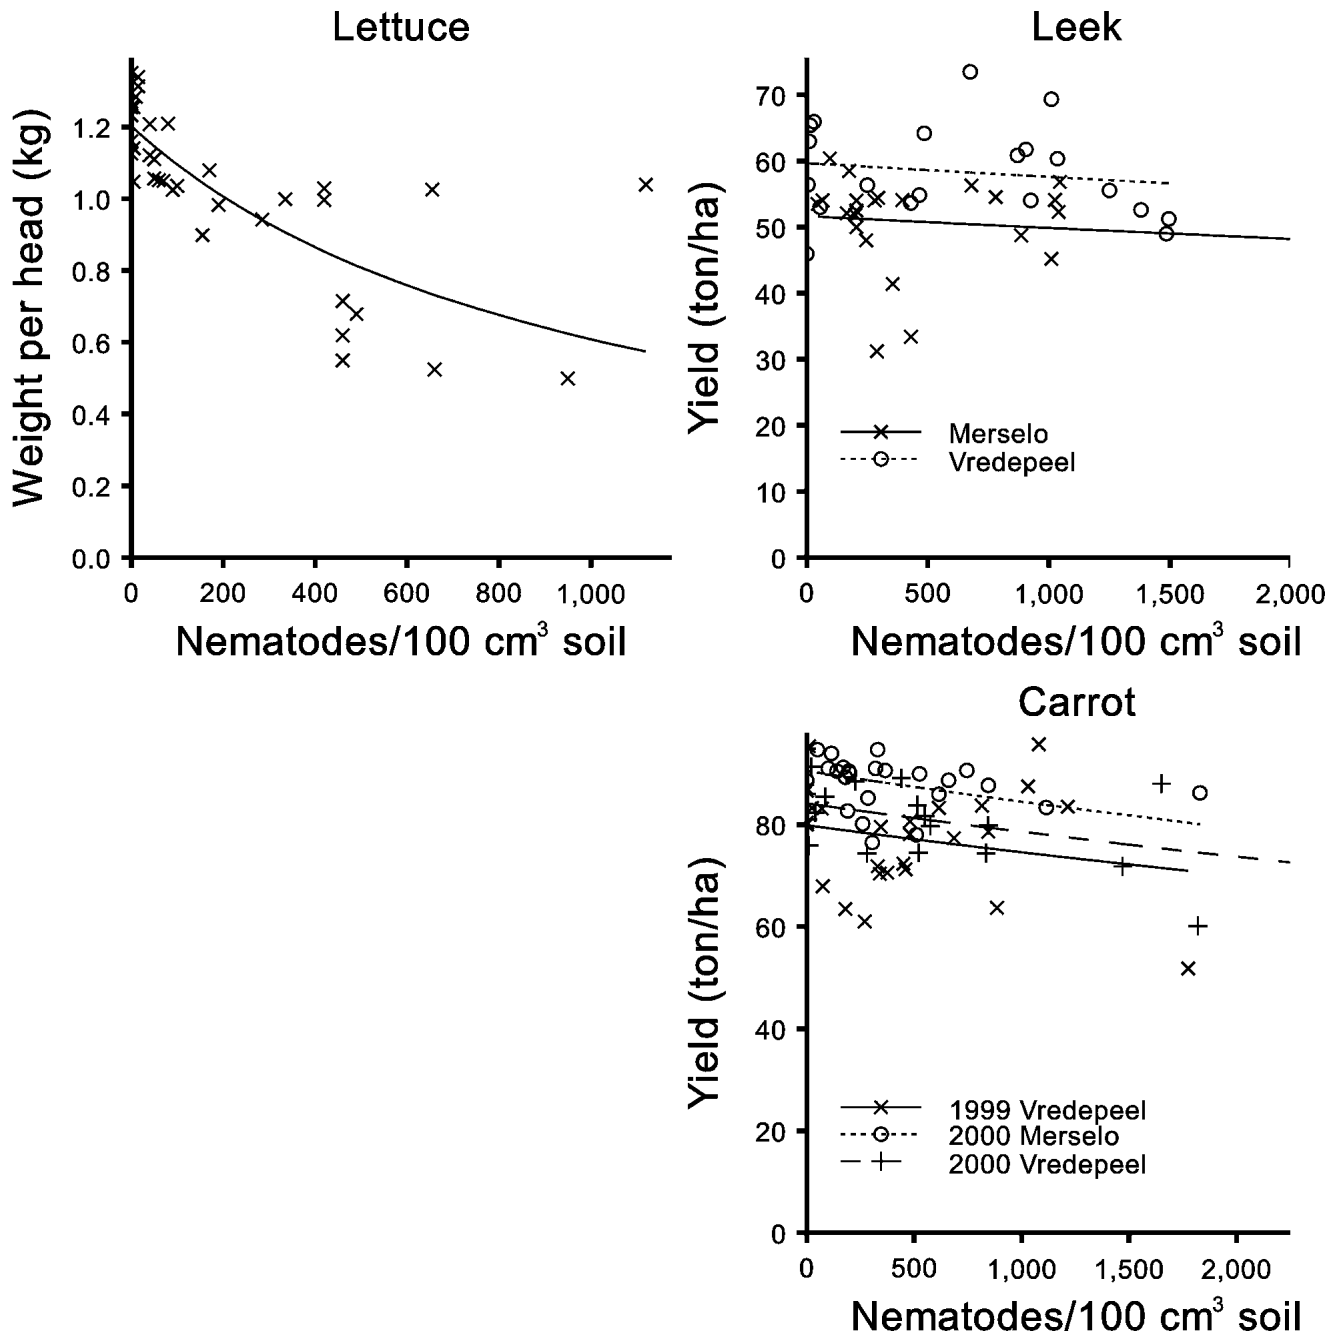 Lettuce
Weight per head (kg)
1.2
1.0
0.8
0.6
0.4
0.2
0.0
0 200 400 600 800 1,000
Nematodes/100 cm³ soil
Leek
Yield (ton/ha)
70
60
50
40
30
20
10
0
Merselo
Vredepeel
0 500 1,000 1,500 2,000
Nematodes/100 cm³ soil
Carrot
Yield (ton/ha)
80
60
40
20
0
1999 Vredepeel
2000 Merselo
2000 Vredepeel
0 500 1,000 1,500 2,000
Nematodes/100 cm³ soil